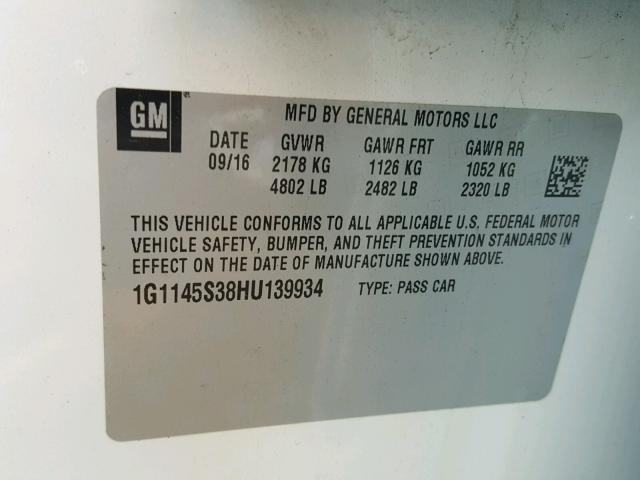 GM
MFD BY GENERAL MOTORS LLC
DATE GVWR GAWR FRT GAWR RR
09/16 2178 KG 1126 KG 1052 KG
4802 LB 2482 LB 2320 LB
THIS VEHICLE CONFORMS TO ALL APPLICABLE U.S. FEDERAL MOTOR
VEHICLE SAFETY, BUMPER, AND THEFT PREVENTION STANDARDS IN
EFFECT ON THE DATE OF MANUFACTURE SHOWN ABOVE.
1G1145S38HU139934 TYPE: PASS CAR